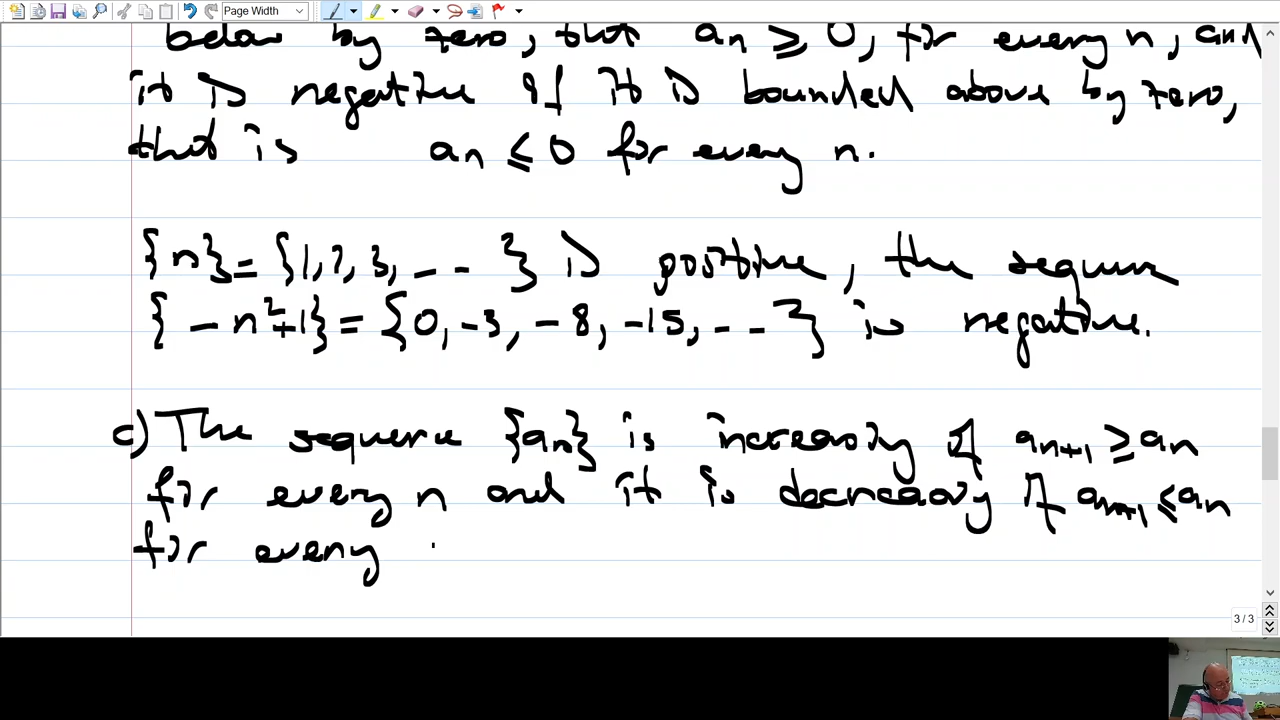 Page Width
below by zero, that aₙ ≥ 0, for every n, and
it is negative if it is bounded above by zero,
that is aₙ ≤ 0 for every n.
{n} = {1, 2, 3, _ _ } is positive, the sequence
{ -n²+1} = {0, -3, -8, -15, _ _ } is negative.
c) The sequence {aₙ} is increasing if aₙ₊₁ ≥ aₙ
for every n and it is decreasing if aₙ₊₁ ≤ aₙ
for every
3 / 3